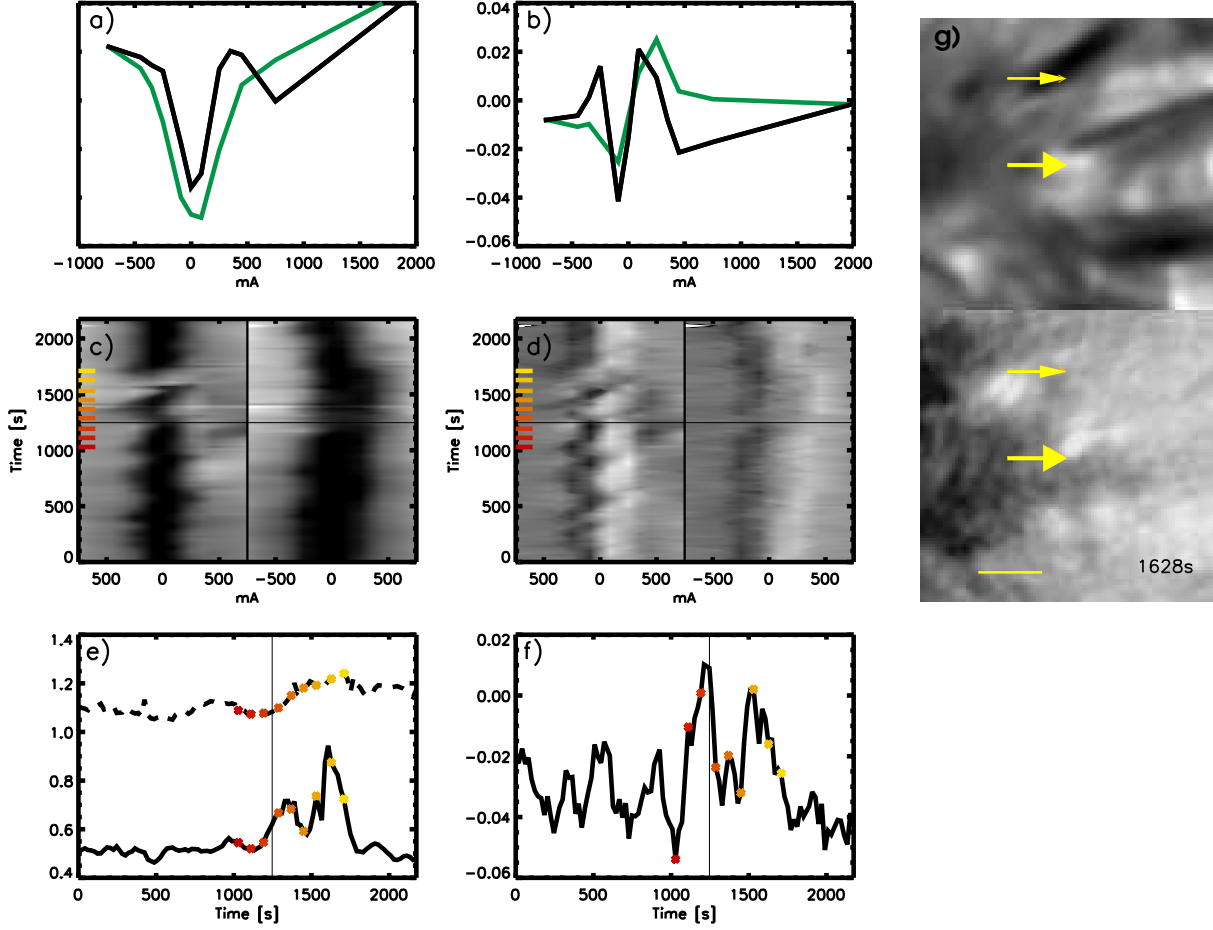 a)
−1000 −500 0 500 1000 1500 2000
mA
b)
0.04
0.02
0.00
−0.02
−0.04
−0.06
−1000 −500 0 500 1000 1500 2000
mA
g)
1628s
c)
2000
1500
1000
500
0
Time [s]
500 0 −500 0 500
mA
d)
2000
1500
1000
500
0
Time [s]
500 0 −500 0 500
mA
e)
1.4
1.2
1.0
0.8
0.6
0.4
0 500 1000 1500 2000
Time [s]
f)
0.02
0.00
−0.02
−0.04
−0.06
0 500 1000 1500 2000
Time [s]